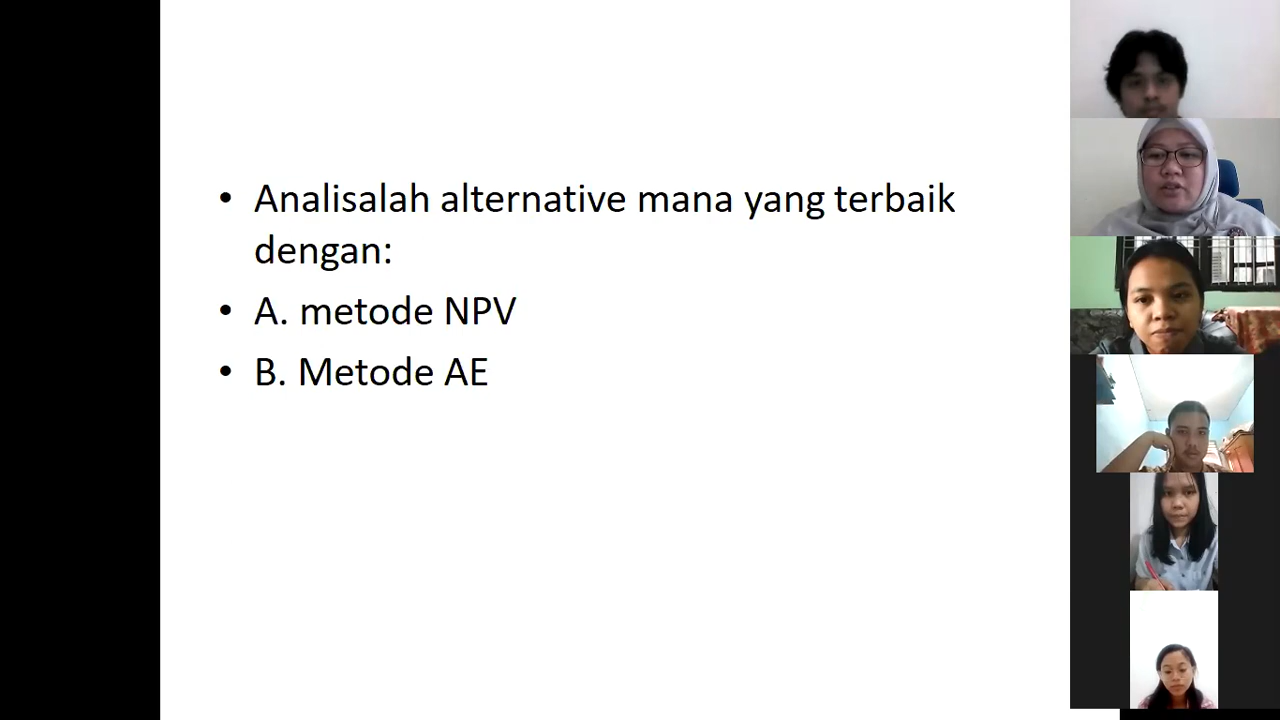 • Analisalah alternative mana yang terbaik
dengan:
• A. metode NPV
• B. Metode AE